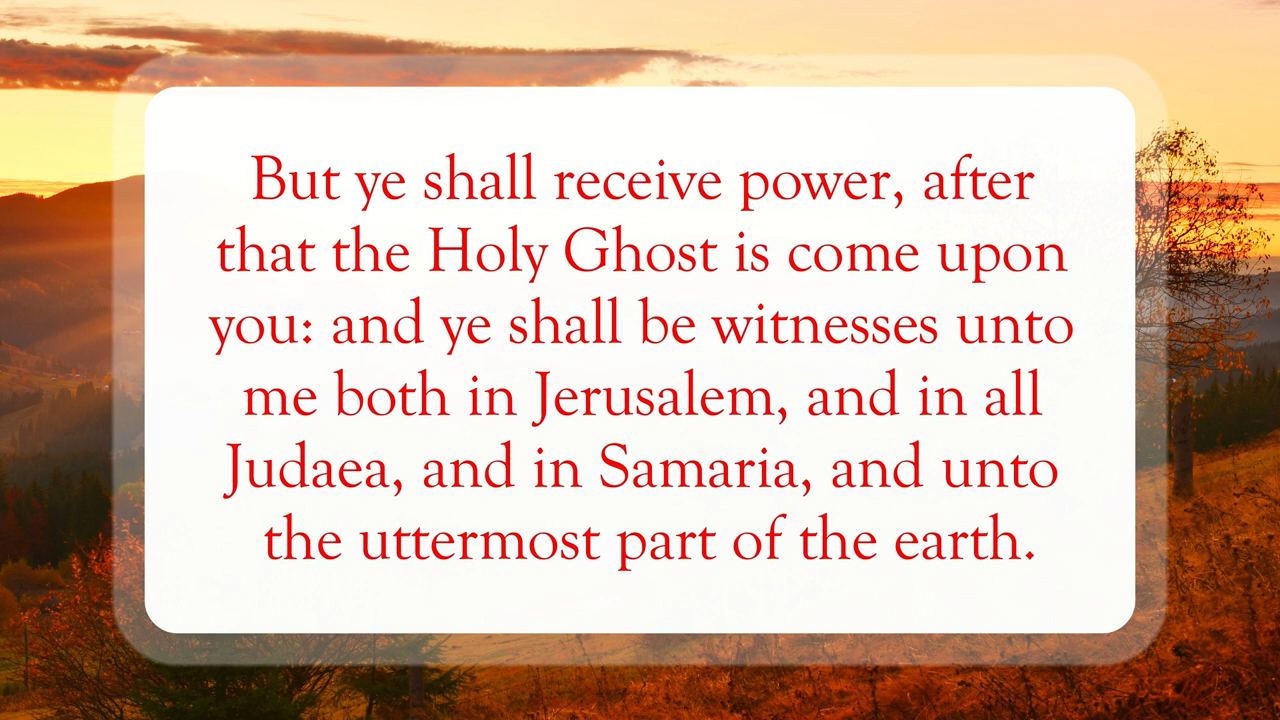 But ye shall receive power, after
that the Holy Ghost is come upon
you: and ye shall be witnesses unto
me both in Jerusalem, and in all
Judaea, and in Samaria, and unto
the uttermost part of the earth.